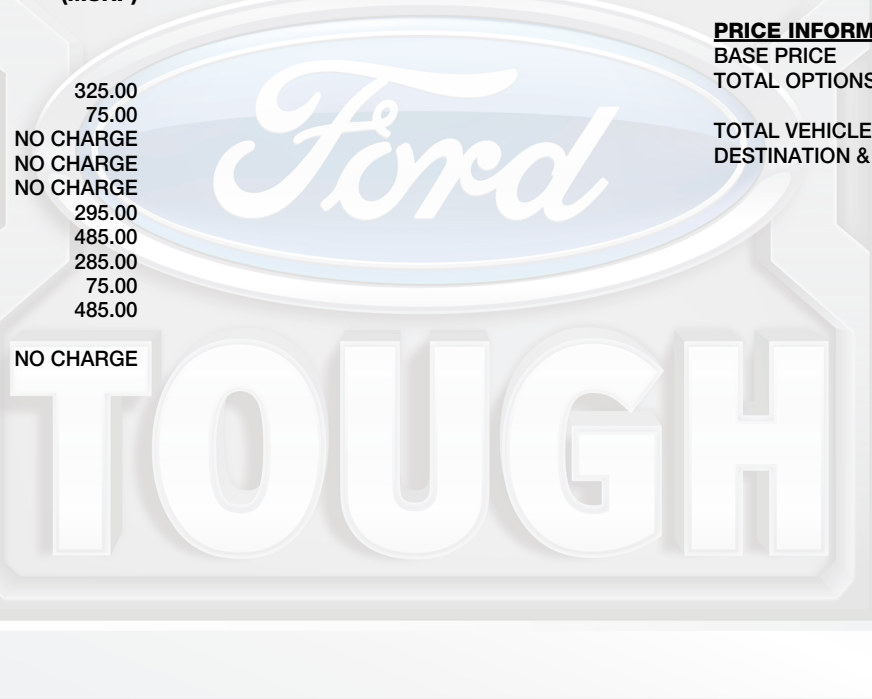 (MSRP)
PRICE INFORM
BASE PRICE
TOTAL OPTIONS
TOTAL VEHICLE
DESTINATION &
325.00
75.00
NO CHARGE
NO CHARGE
NO CHARGE
295.00
485.00
285.00
75.00
485.00
NO CHARGE
Ford
TOUGH